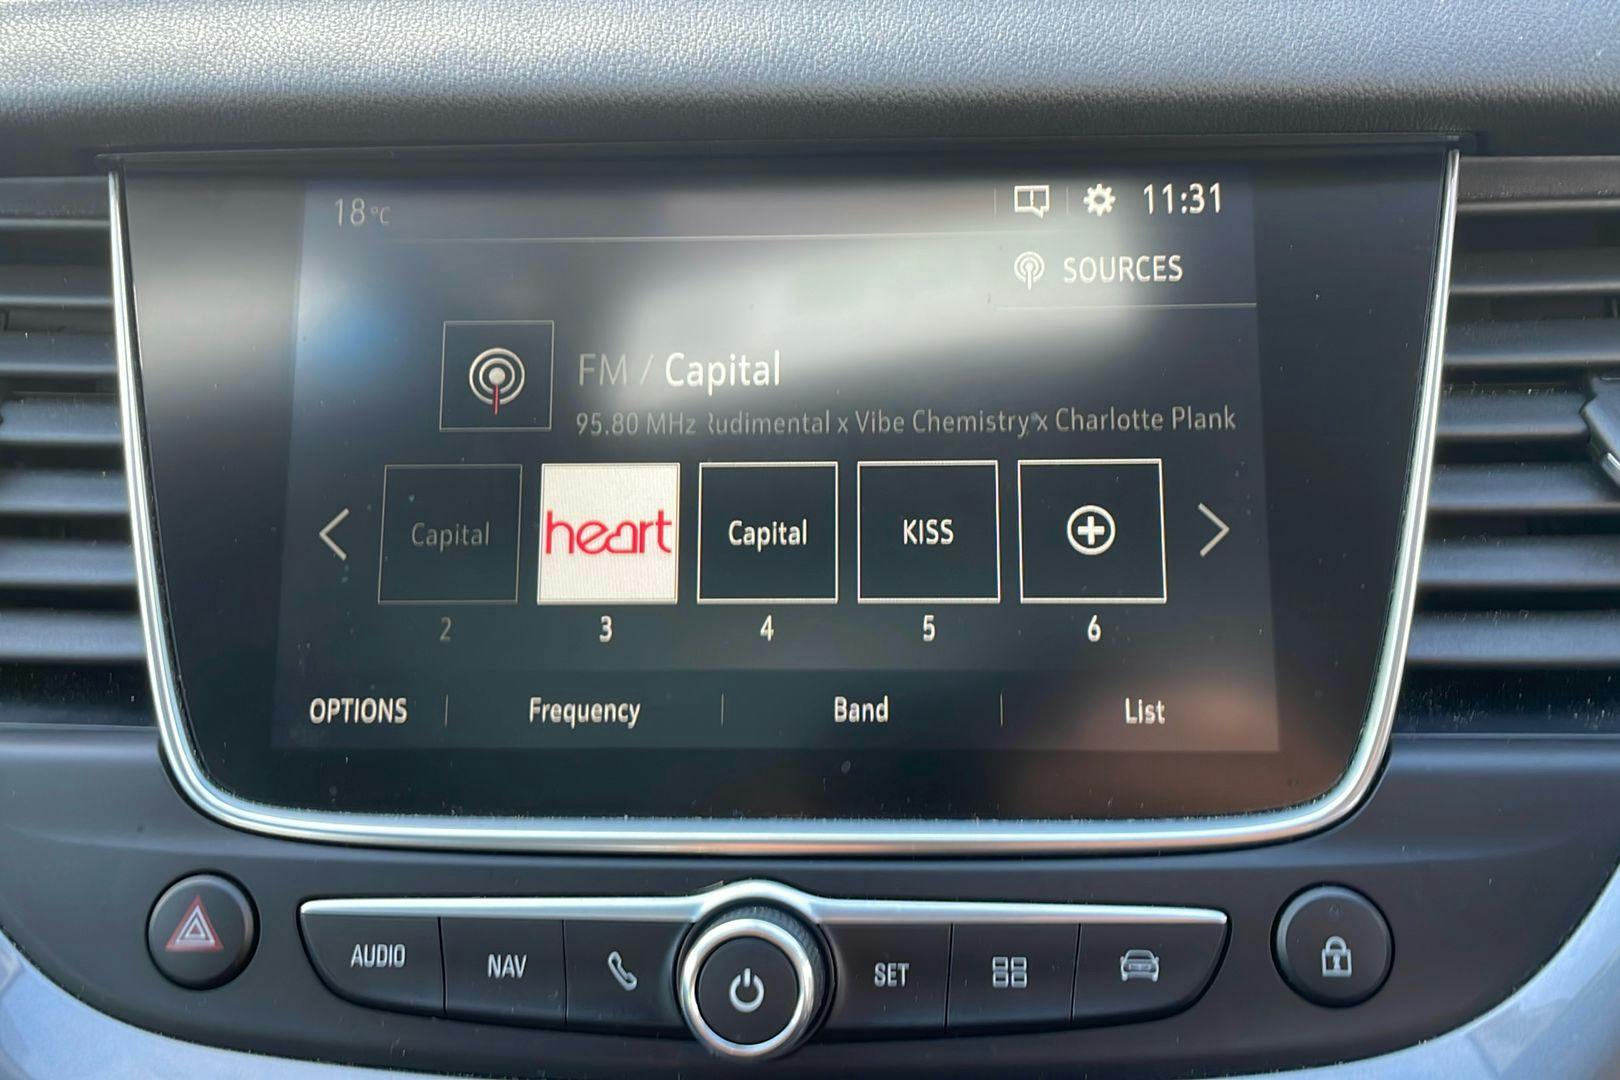 18°C 11:31
SOURCES
FM / Capital
95.80 MHz Rudimental x Vibe Chemistry x Charlotte Plank
Capital heart Capital KISS
2 3 4 5 6
OPTIONS Frequency Band List
AUDIO NAV SET